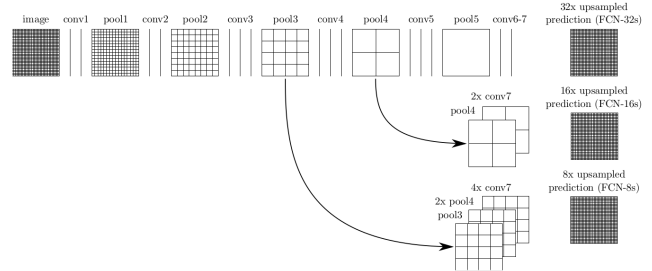 image conv1 pool1 conv2 pool2 conv3 pool3 conv4 pool4 conv5 pool5 conv6-7
32x upsampled
prediction (FCN-32s)
2x conv7
pool4
16x upsampled
prediction (FCN-16s)
4x conv7
2x pool4
pool3
8x upsampled
prediction (FCN-8s)